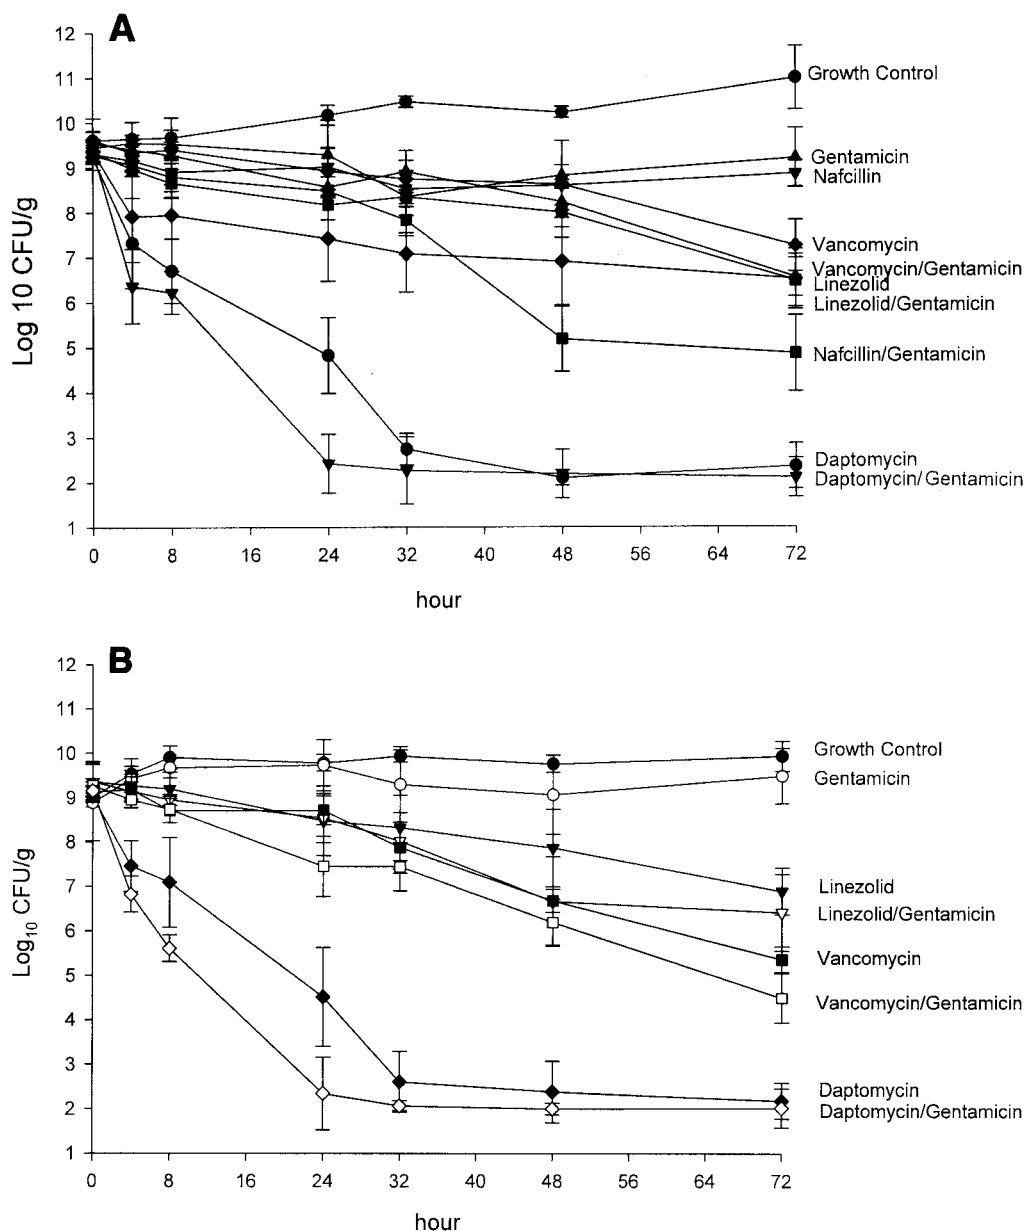 A
12
11
10
9
8
7
6
5
4
3
2
1
Log 10 CFU/g
Growth Control
Gentamicin
Nafcillin
Vancomycin
Vancomycin/Gentamicin
Linezolid
Linezolid/Gentamicin
Nafcillin/Gentamicin
Daptomycin
Daptomycin/Gentamicin
0 8 16 24 32 40 48 56 64 72
hour
B
12
11
10
9
8
7
6
5
4
3
2
1
Log10 CFU/g
Growth Control
Gentamicin
Linezolid
Linezolid/Gentamicin
Vancomycin
Vancomycin/Gentamicin
Daptomycin
Daptomycin/Gentamicin
0 8 16 24 32 40 48 56 64 72
hour